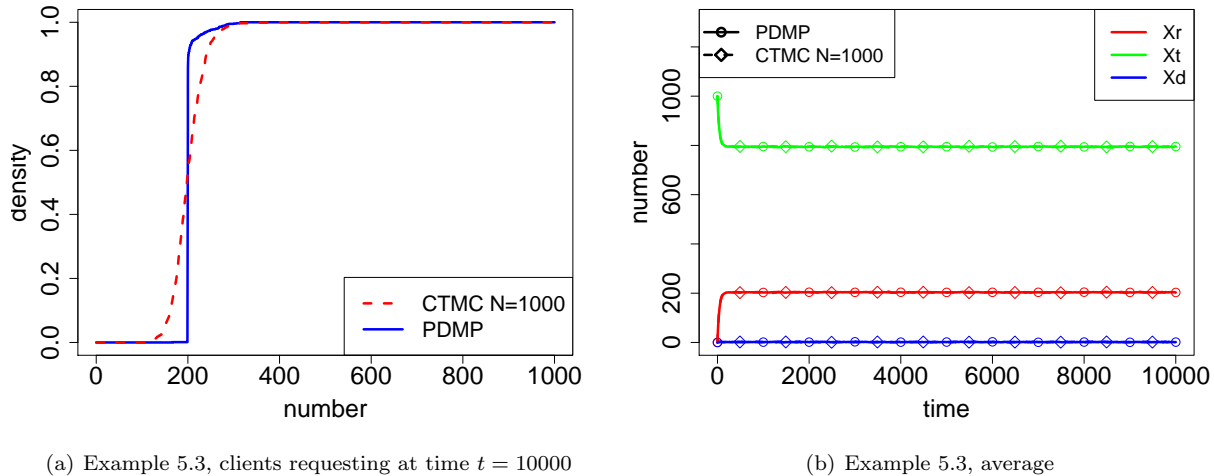 density
1.0
0.8
0.6
0.4
0.2
0.0
CTMC N=1000
PDMP
0 200 400 600 800 1000
number
(a) Example 5.3, clients requesting at time t = 10000
number
1000
600
200
0
PDMP
CTMC N=1000
Xr
Xt
Xd
0 2000 4000 6000 8000 10000
time
(b) Example 5.3, average